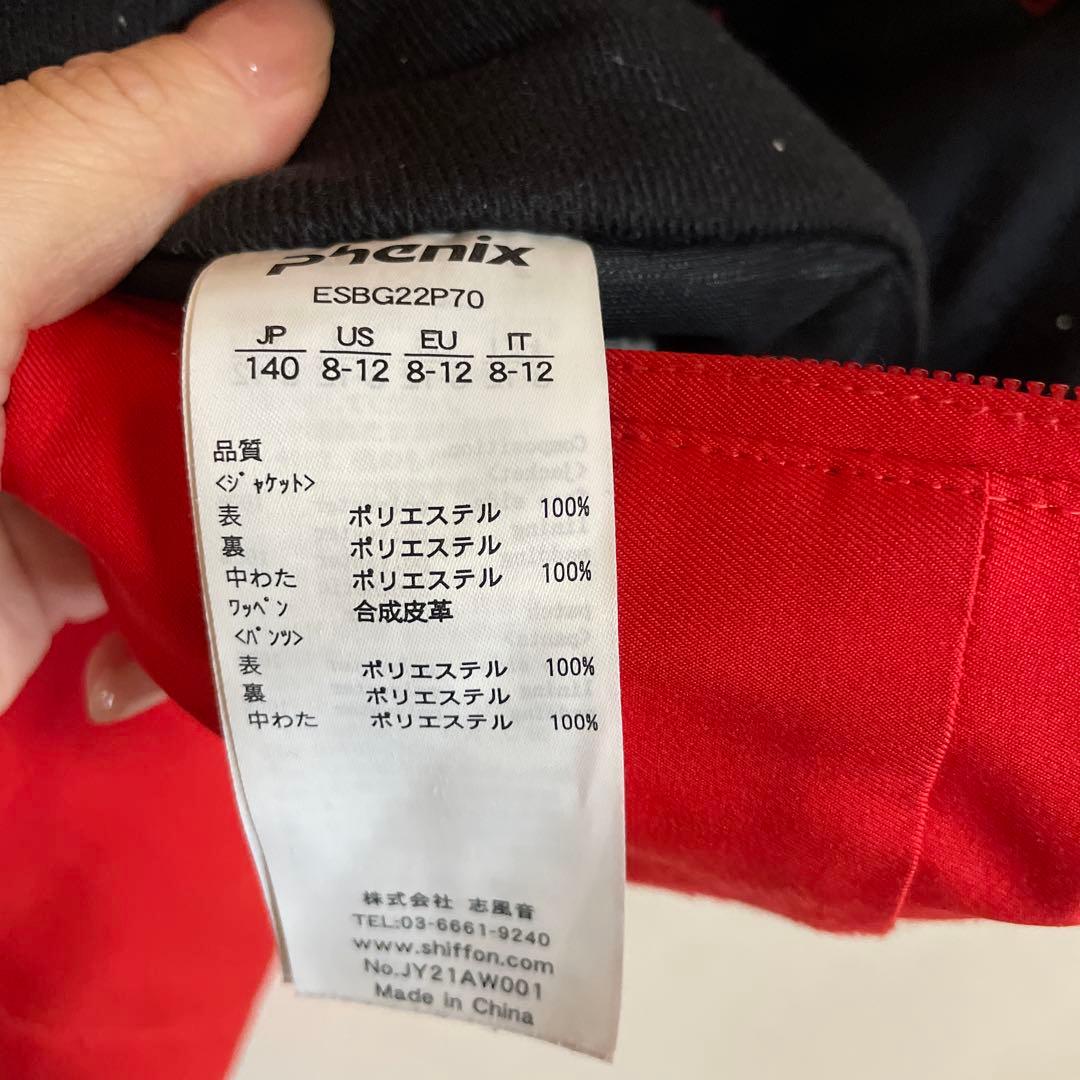 phenix
ESBG22P70
JP US EU IT
140 8-12 8-12 8-12
品質
<ジャケット>
表 ポリエステル 100%
裏 ポリエステル
中わた ポリエステル 100%
ワッペン 合成皮革
<パンツ>
表 ポリエステル 100%
裏 ポリエステル
中わた ポリエステル 100%
株式会社 志風音
TEL:03-6661-9240
www.shiffon.com
No.JY21AW001
Made in China